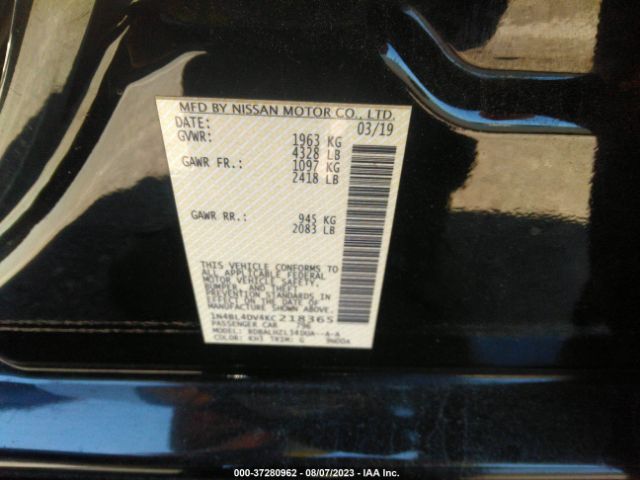 MFD BY NISSAN MOTOR CO., LTD.
DATE: 03/19
GVWR: 1963 KG
4328 LB
GAWR FR.: 1097 KG
2418 LB
GAWR RR.: 945 KG
2083 LB
THIS VEHICLE CONFORMS TO
ALL APPLICABLE FEDERAL
MOTOR VEHICLE SAFETY,
BUMPER, AND THEFT
PREVENTION STANDARDS IN
EFFECT ON THE DATE OF
MANUFACTURE SHOWN ABOVE.
1N4BL4DV4KC218365
PASSENGER CAR 796
MODEL:
COLOR: KH3 TRIM: G
000-37280962 - 08/07/2023 - IAA Inc.